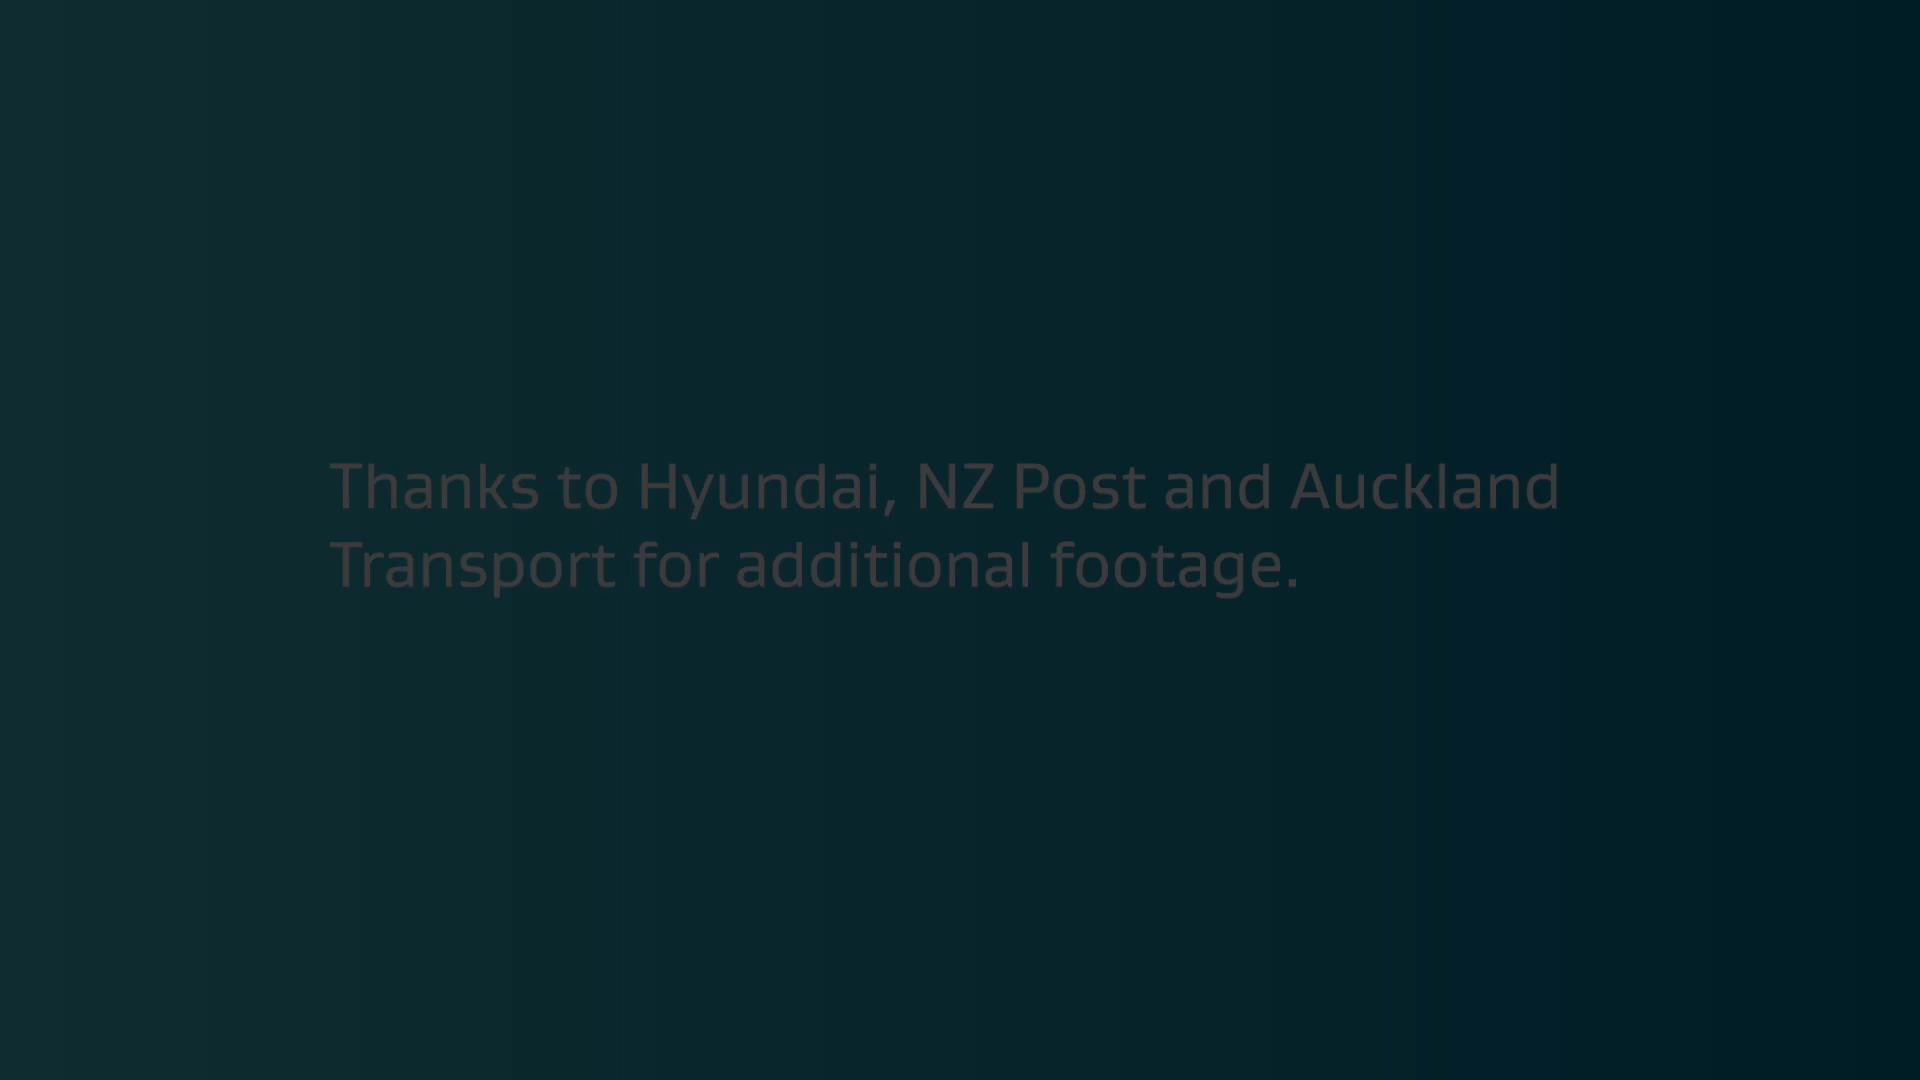 Thanks to Hyundai, NZ Post and Auckland
Transport for additional footage.